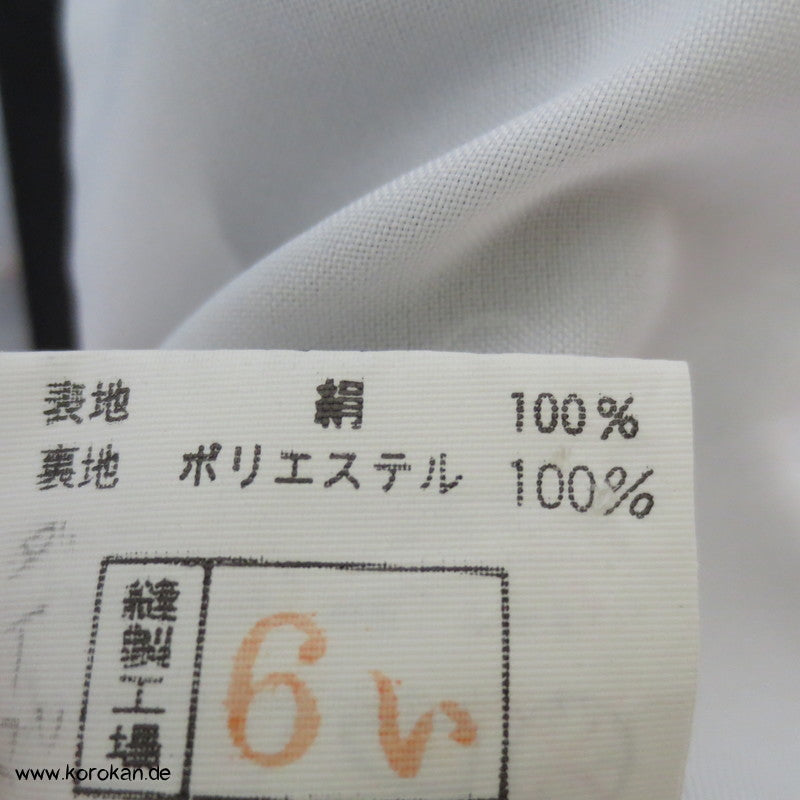 表地 絹 100%
裏地 ポリエステル 100%
縫製工場
6い
www.korokan.de